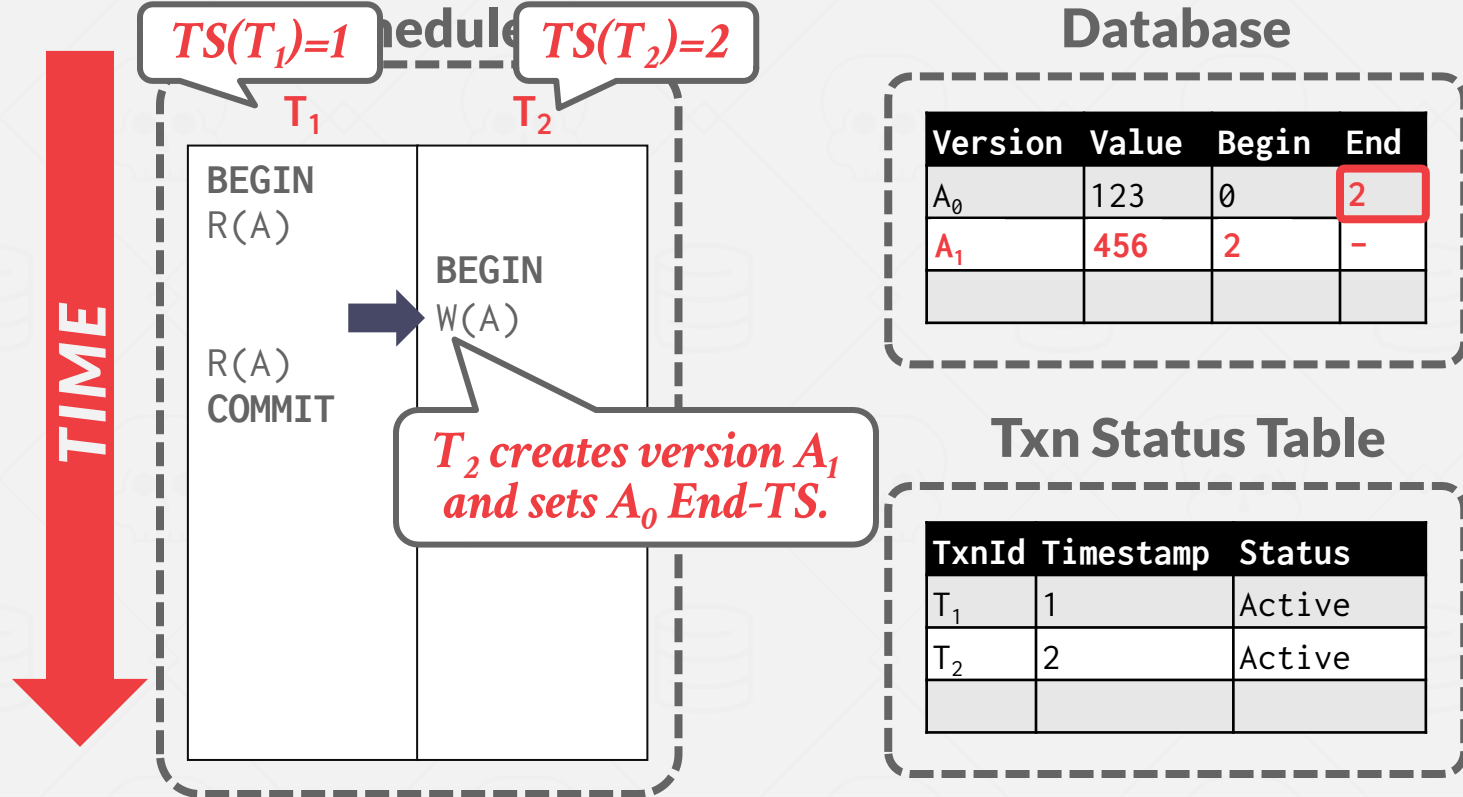 TS(T₁)=1
hedule
TS(T₂)=2
T₁ T₂
BEGIN
R(A)
BEGIN
W(A)
R(A)
COMMIT
T₂ creates version A₁
and sets A₀ End-TS.
TIME
Database
Version Value Begin End
A₀ 123 0 2
A₁ 456 2 -
Txn Status Table
TxnId Timestamp Status
T₁ 1 Active
T₂ 2 Active